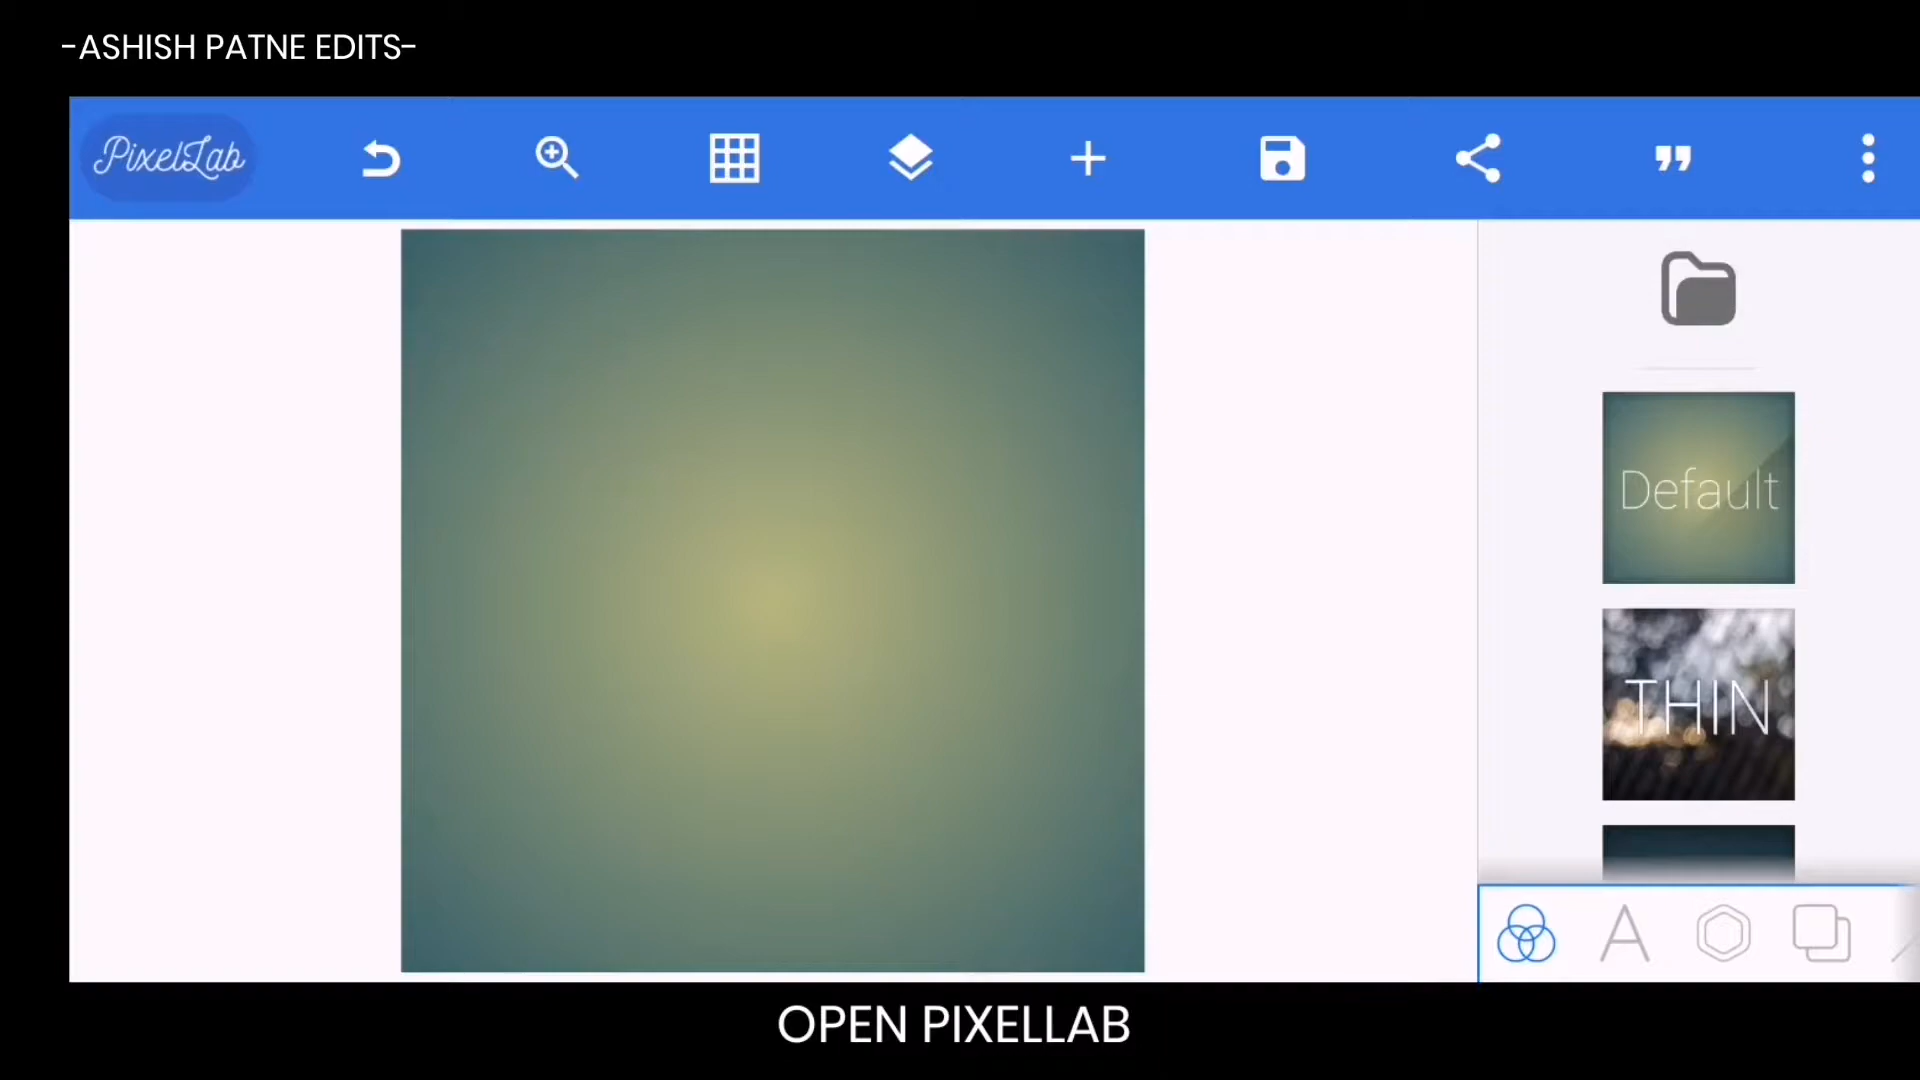 -ASHISH PATNE EDITS-
PixelLab
Default
THIN
OPEN PIXELLAB